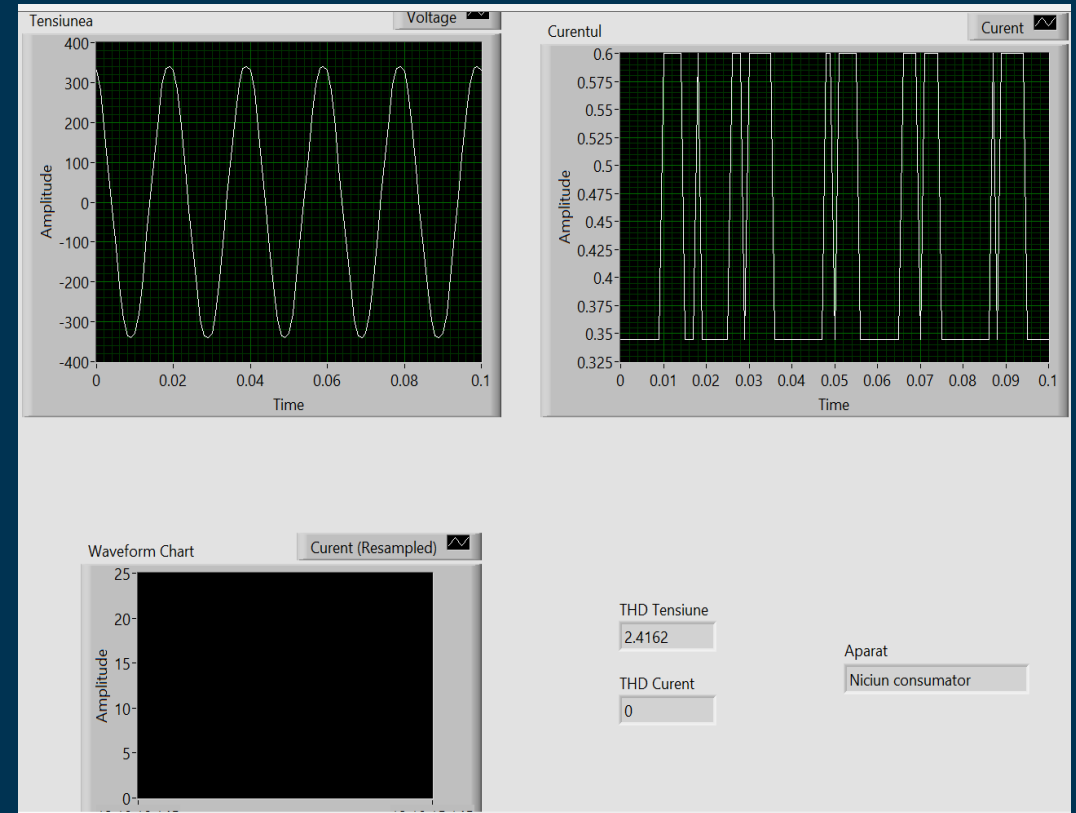 Tensiunea
Voltage
400
300
200
100
0
-100
-200
-300
-400
Amplitude
0 0.02 0.04 0.06 0.08 0.1
Time
Curentul
Curent
0.6
0.575
0.55
0.525
0.5
0.475
0.45
0.425
0.4
0.375
0.35
0.325
Amplitude
0 0.01 0.02 0.03 0.04 0.05 0.06 0.07 0.08 0.09 0.1
Time
Waveform Chart
Curent (Resampled)
25
20
15
10
5
0
Amplitude
THD Tensiune
2.4162
THD Curent
0
Aparat
Niciun consumator